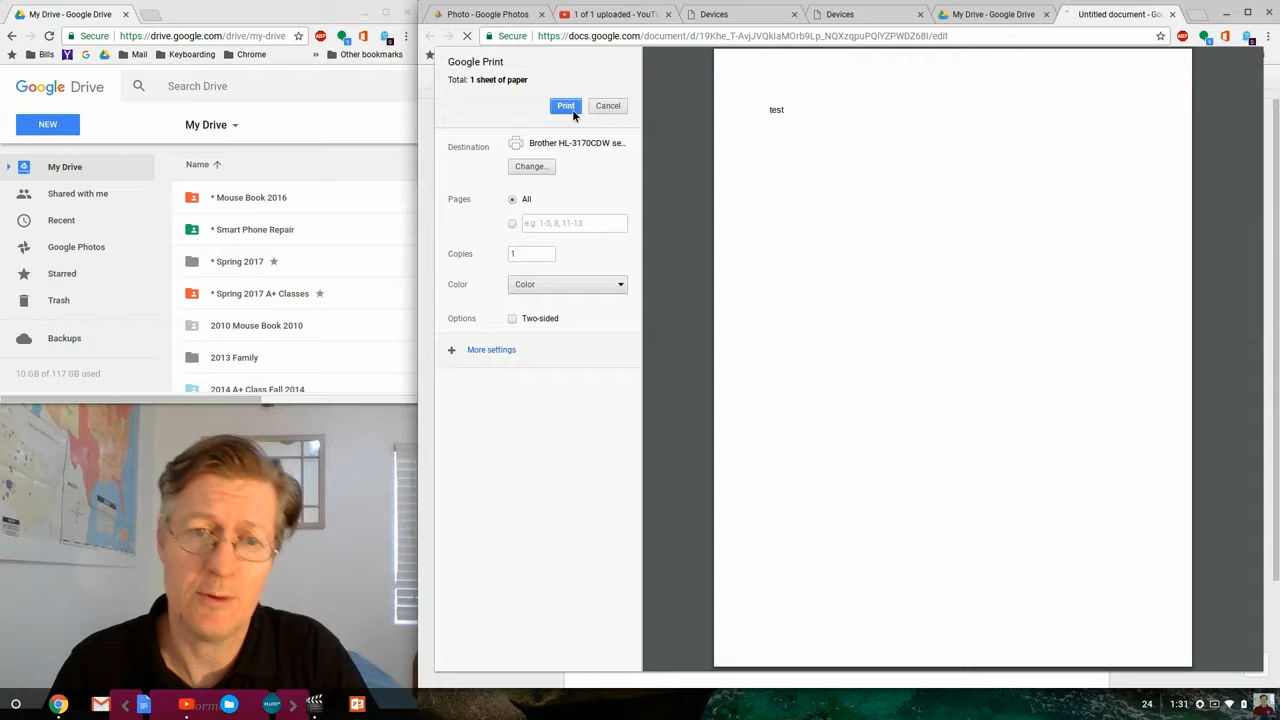 My Drive - Google Drive
Photo - Google Photos
1 of 1 uploaded - YouTu
Devices
Devices
My Drive - Google Drive
Untitled document - Go
Secure
https://drive.google.com/drive/my-drive
Secure
https://docs.google.com/document/d/19Khe_T-AvjJVQkIaMOrb9Lp_NQXzqpuPQlYZPWDZ68I/edit
Bills
Keyboarding
Chrome
»
Other bookmarks
Google Drive
Search Drive
NEW
My Drive
Name
My Drive
Shared with me
Recent
Google Photos
Starred
Trash
Backups
10 GB of 117 GB used
* Mouse Book 2016
* Smart Phone Repair
* Spring 2017
* Spring 2017 A+ Classes
2010 Mouse Book 2010
2013 Family
2014 A+ Class Fall 2014
Google Print
Total: 1 sheet of paper
Print
Cancel
Destination
Brother HL-3170CDW se...
Change...
Pages
All
e.g. 1-5, 8, 11-13
Copies
1
Color
Color
Options
Two-sided
+ More settings
test
24
1:31